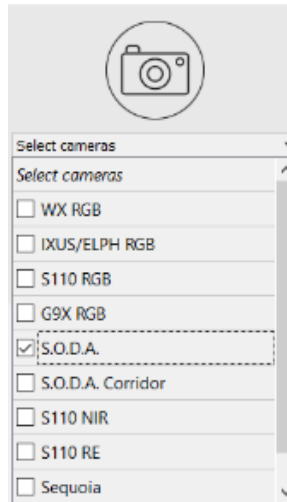 Select cameras
Select cameras
WX RGB
IXUS/ELPH RGB
S110 RGB
G9X RGB
S.O.D.A.
S.O.D.A. Corridor
S110 NIR
S110 RE
Sequoia